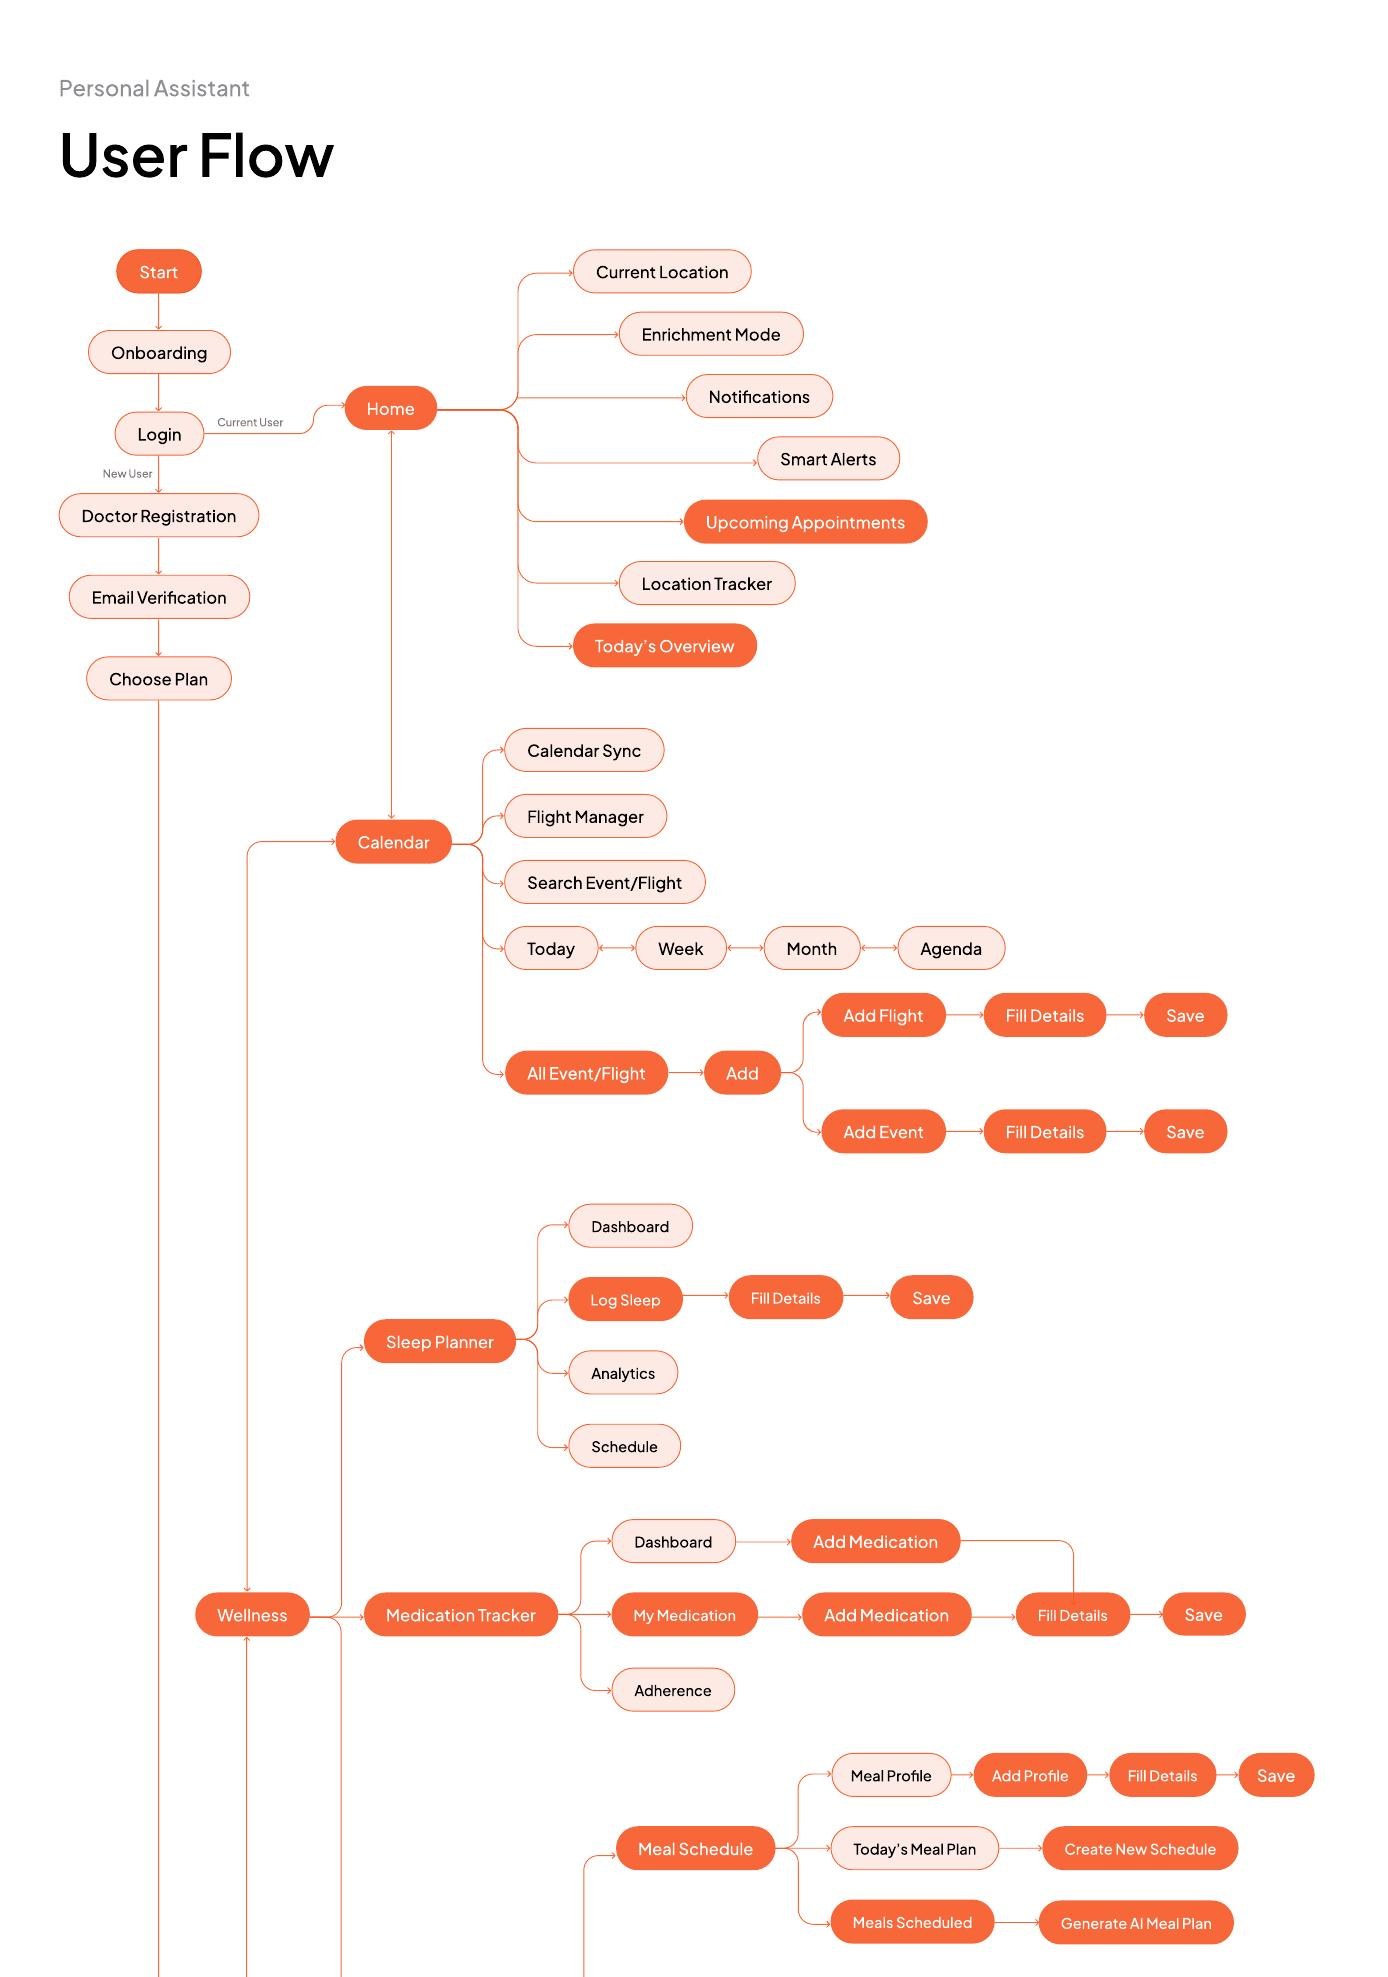 Personal Assistant
User Flow
Start
Onboarding
Login
Current User
New User
Doctor Registration
Email Verification
Choose Plan
Home
Current Location
Enrichment Mode
Notifications
Smart Alerts
Upcoming Appointments
Location Tracker
Today's Overview
Calendar
Calendar Sync
Flight Manager
Search Event/Flight
Today
Week
Month
Agenda
All Event/Flight
Add
Add Flight
Fill Details
Save
Add Event
Fill Details
Save
Wellness
Sleep Planner
Dashboard
Log Sleep
Fill Details
Save
Analytics
Schedule
Medication Tracker
Dashboard
Add Medication
My Medication
Add Medication
Fill Details
Save
Adherence
Meal Schedule
Meal Profile
Add Profile
Fill Details
Save
Today's Meal Plan
Create New Schedule
Meals Scheduled
Generate AI Meal Plan